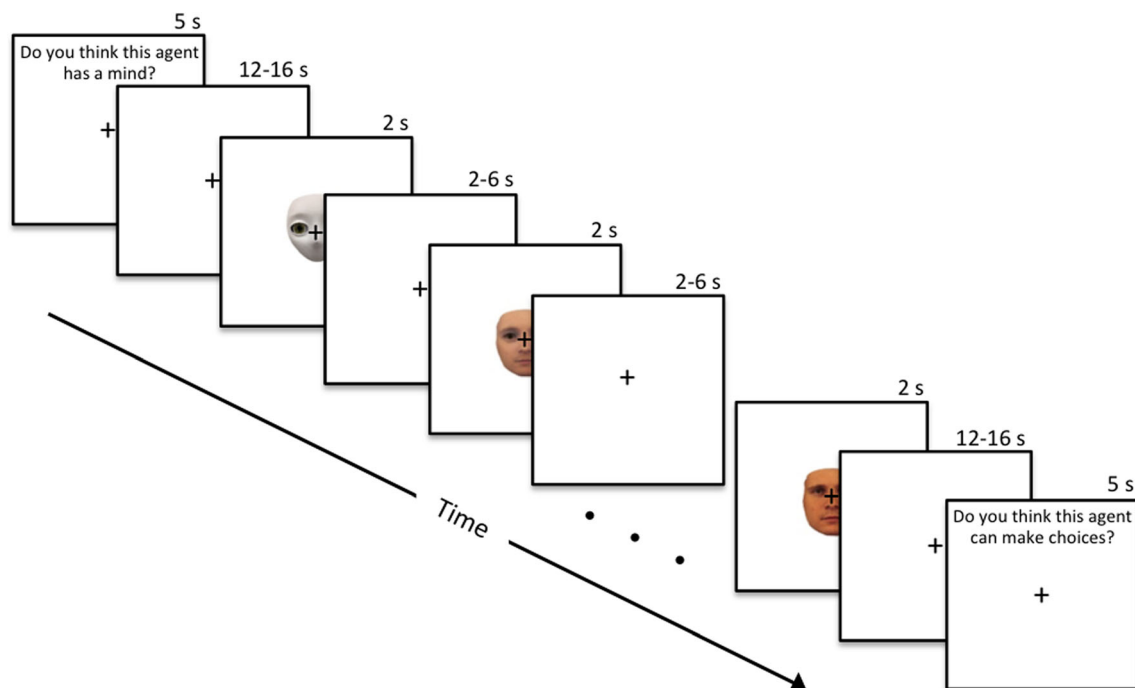 5 s
Do you think this agent
has a mind?
12-16 s
2 s
2-6 s
2 s
2-6 s
2 s
12-16 s
5 s
Do you think this agent
can make choices?
Time